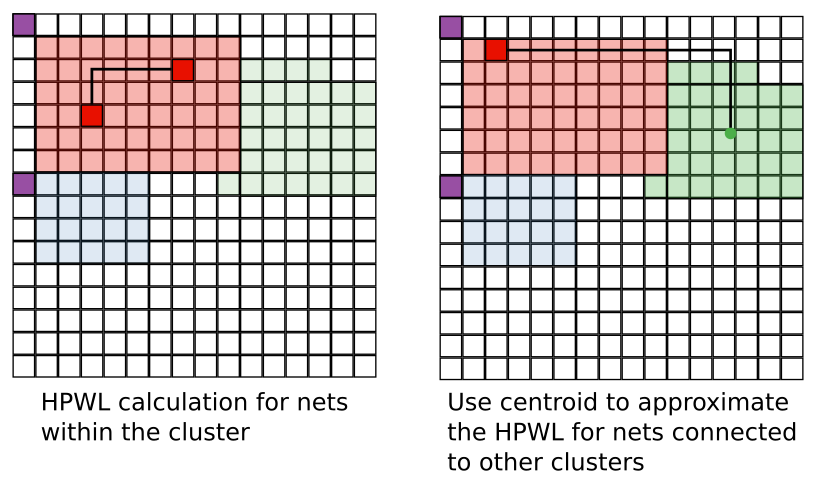 HPWL calculation for nets
within the cluster
Use centroid to approximate
the HPWL for nets connected
to other clusters